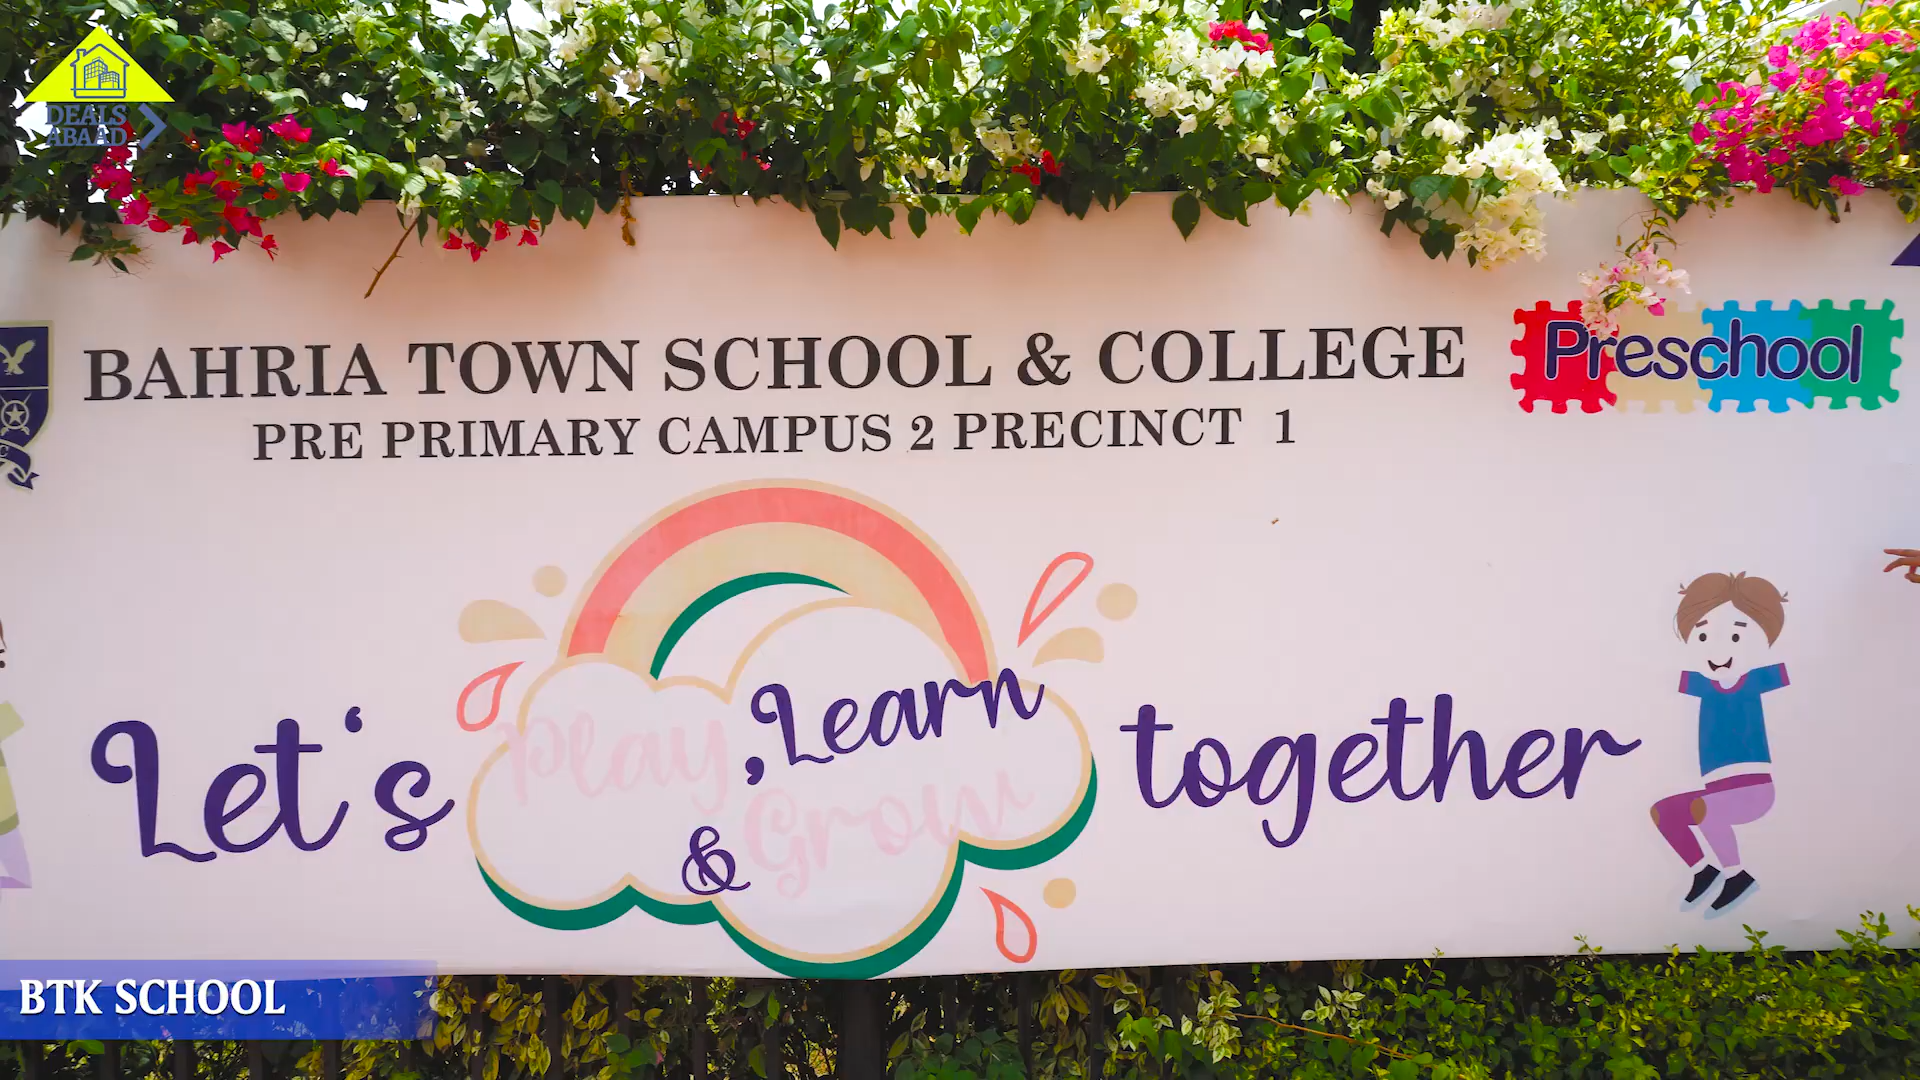 DEALS
ABAAD
BAHRIA TOWN SCHOOL & COLLEGE
PRE PRIMARY CAMPUS 2 PRECINCT 1
Preschool
C
Let's Play, Learn & Grow together
BTK SCHOOL